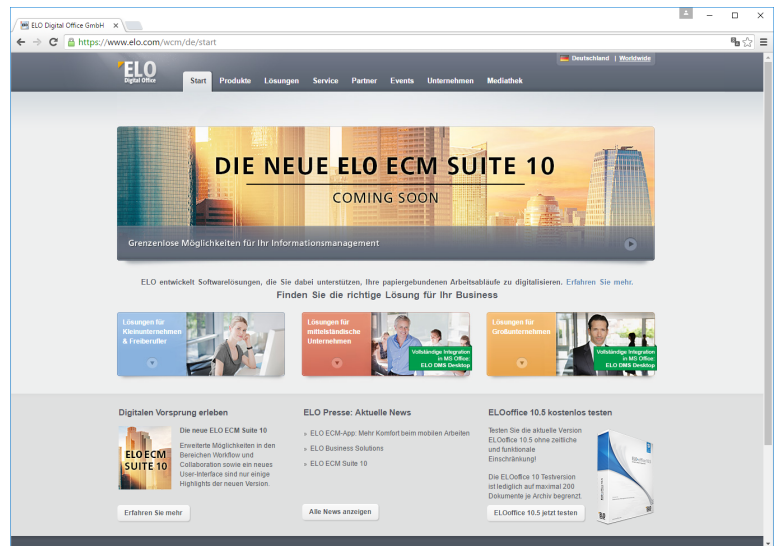 ELO Digital Office GmbH
https://www.elo.com/wcm/de/start
Deutschland | Worldwide
ELO
Digital Office
Start Produkte Lösungen Service Partner Events Unternehmen Mediathek
DIE NEUE ELO ECM SUITE 10
COMING SOON
Grenzenlose Möglichkeiten für Ihr Informationsmanagement
ELO entwickelt Softwarelösungen, die Sie dabei unterstützen, Ihre papiergebundenen Arbeitsabläufe zu digitalisieren. Erfahren Sie mehr.
Finden Sie die richtige Lösung für Ihr Business
Lösungen für
Kleinunternehmen
& Freiberufler
Lösungen für
mittelständische
Unternehmen
Vollständige Integration
in MS Office:
ELO DMS Desktop
Lösungen für
Großunternehmen
Vollständige Integration
in MS Office:
ELO DMS Desktop
Digitalen Vorsprung erleben
ELO ECM
SUITE 10
Die neue ELO ECM Suite 10
Erweiterte Möglichkeiten in den
Bereichen Workflow und
Collaboration sowie ein neues
User-Interface sind nur einige
Highlights der neuen Version.
Erfahren Sie mehr
ELO Presse: Aktuelle News
» ELO ECM-App: Mehr Komfort beim mobilen Arbeiten
» ELO Business Solutions
» ELO ECM Suite 10
Alle News anzeigen
ELOoffice 10.5 kostenlos testen
Testen Sie die aktuelle Version
ELOoffice 10.5 ohne zeitliche
und funktionale
Einschränkung!
Die ELOoffice 10 Testversion
ist lediglich auf maximal 200
Dokumente je Archiv begrenzt.
ELOoffice 10.5 jetzt testen